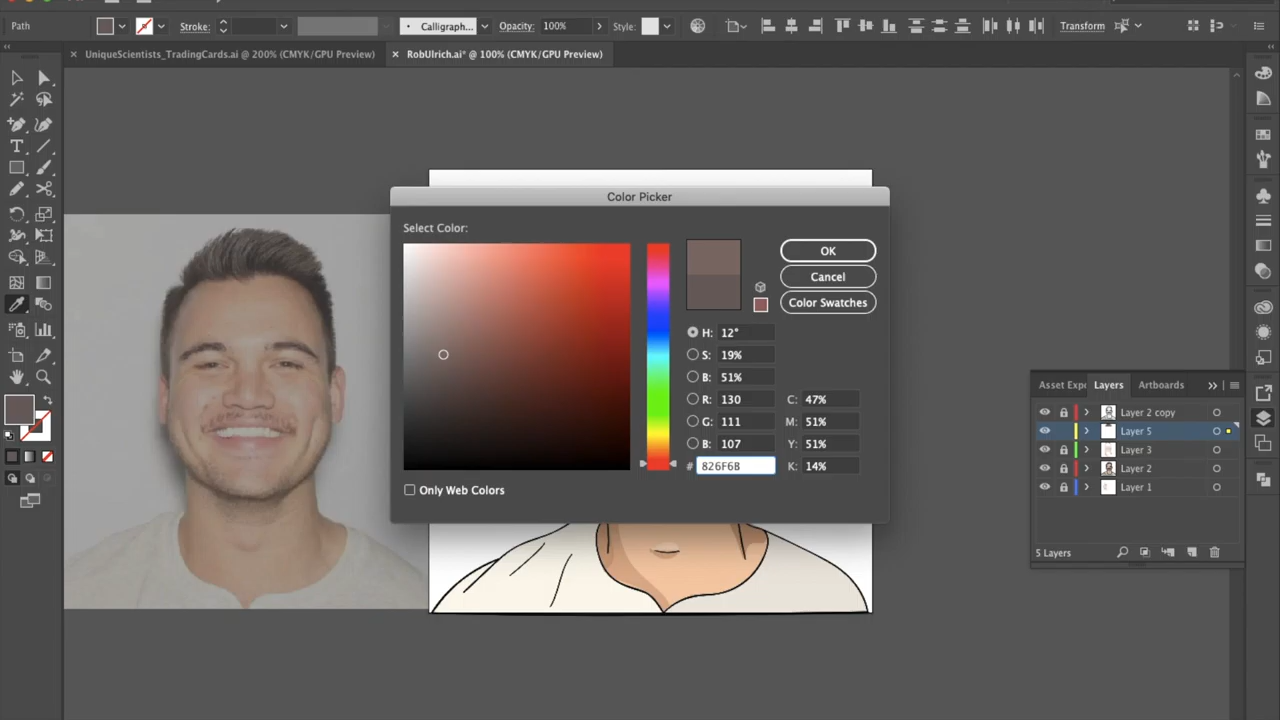 Path
Stroke:
Calligraph...
Opacity: 100%
Style:
Transform
UniqueScientists_TradingCards.ai @ 200% (CMYK/GPU Preview)
RobUlrich.ai* @ 100% (CMYK/GPU Preview)
Color Picker
Select Color:
OK
Cancel
Color Swatches
H: 12°
S: 19%
B: 51%
R: 130
C: 47%
G: 111
M: 51%
B: 107
Y: 51%
# 826F6B
K: 14%
Only Web Colors
Asset Expo
Layers
Artboards
Layer 2 copy
Layer 5
Layer 3
Layer 2
Layer 1
5 Layers